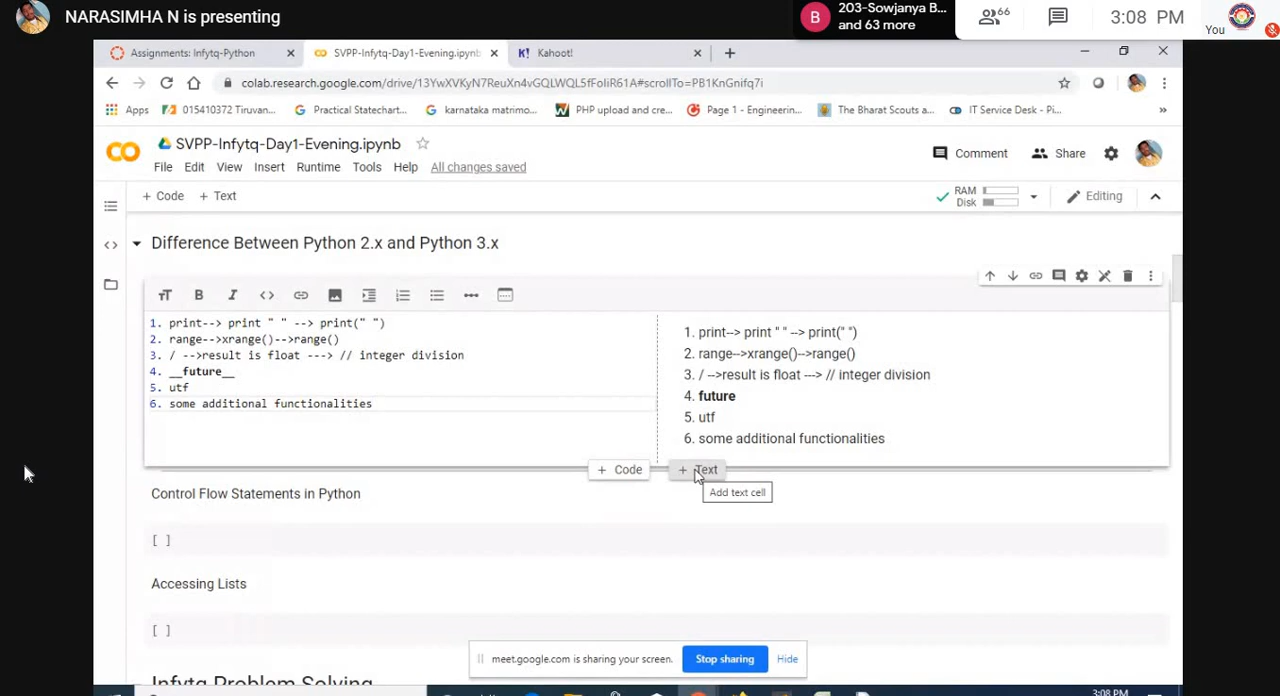 NARASIMHA N is presenting
B
203-Sowjanya B...
and 63 more
66
3:08 PM
You
Assignments: Infytq-Python
SVPP-Infytq-Day1-Evening.ipynb
K! Kahoot!
colab.research.google.com/drive/13YwXVKyN7ReuXn4vGQLWQL5fFoIiR61A#scrollTo=PB1KnGnifq7i
Apps
015410372 Tiruvan...
Practical Statechart...
karnataka matrimo...
PHP upload and cre...
Page 1 - Engineerin...
The Bharat Scouts a...
IT Service Desk - Pi...
SVPP-Infytq-Day1-Evening.ipynb
Comment
Share
File Edit View Insert Runtime Tools Help All changes saved
+ Code + Text
RAM
Disk
Editing
Difference Between Python 2.x and Python 3.x
1. print--> print " " --> print(" ")
2. range-->xrange()-->range()
3. / -->result is float ---> // integer division
4. __future__
5. utf
6. some additional functionalities
1. print--> print " " --> print(" ")
2. range-->xrange()-->range()
3. / -->result is float ---> // integer division
4. future
5. utf
6. some additional functionalities
+ Code + Text
Add text cell
Control Flow Statements in Python
[ ]
Accessing Lists
[ ]
Infytq Problem Solving
meet.google.com is sharing your screen. Stop sharing Hide
3:08 PM